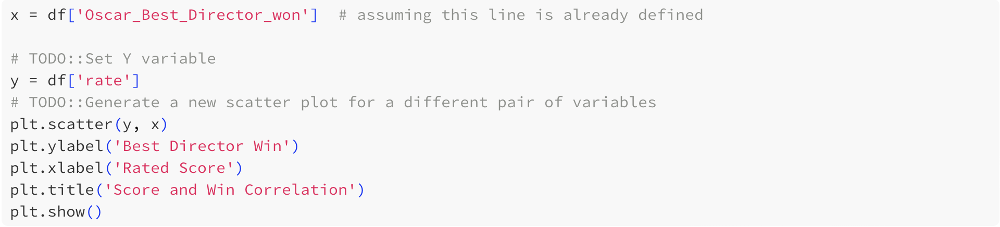 x = df['Oscar_Best_Director_won']  # assuming this line is already defined
# TODO::Set Y variable
y = df['rate']
# TODO::Generate a new scatter plot for a different pair of variables
plt.scatter(y, x)
plt.ylabel('Best Director Win')
plt.xlabel('Rated Score')
plt.title('Score and Win Correlation')
plt.show()